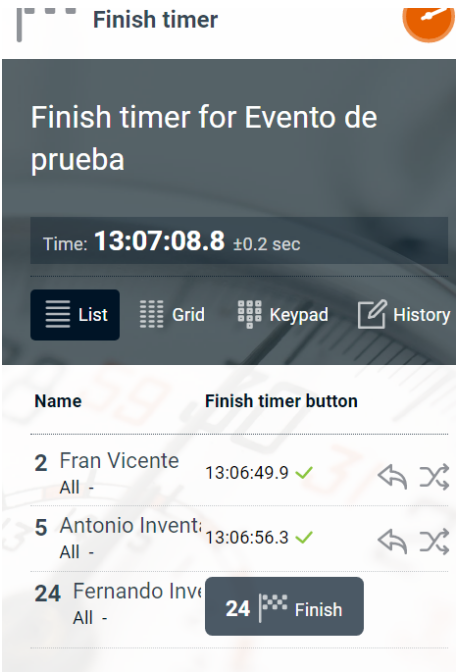 Finish timer
Finish timer for Evento de
prueba
Time: 13:07:08.8 ±0.2 sec
List Grid Keypad History
Name Finish timer button
2 Fran Vicente 13:06:49.9
All -
5 Antonio Invent 13:06:56.3
All -
24 Fernando Inve 24 Finish
All -